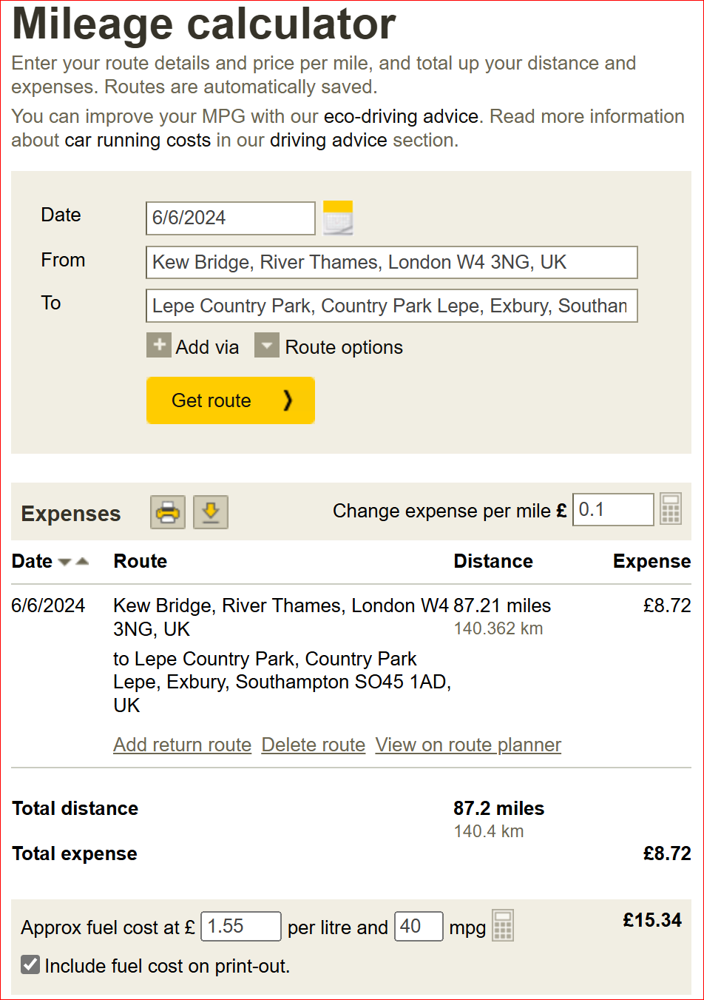 Mileage calculator
Enter your route details and price per mile, and total up your distance and
expenses. Routes are automatically saved.
You can improve your MPG with our eco-driving advice. Read more information
about car running costs in our driving advice section.
Date 6/6/2024
From Kew Bridge, River Thames, London W4 3NG, UK
To Lepe Country Park, Country Park Lepe, Exbury, Southan
Add via Route options
Get route
Expenses Change expense per mile £ 0.1
Date Route Distance Expense
6/6/2024 Kew Bridge, River Thames, London W4 87.21 miles £8.72
3NG, UK 140.362 km
to Lepe Country Park, Country Park
Lepe, Exbury, Southampton SO45 1AD,
UK
Add return route Delete route View on route planner
Total distance 87.2 miles
140.4 km
Total expense £8.72
Approx fuel cost at £ 1.55 per litre and 40 mpg £15.34
Include fuel cost on print-out.